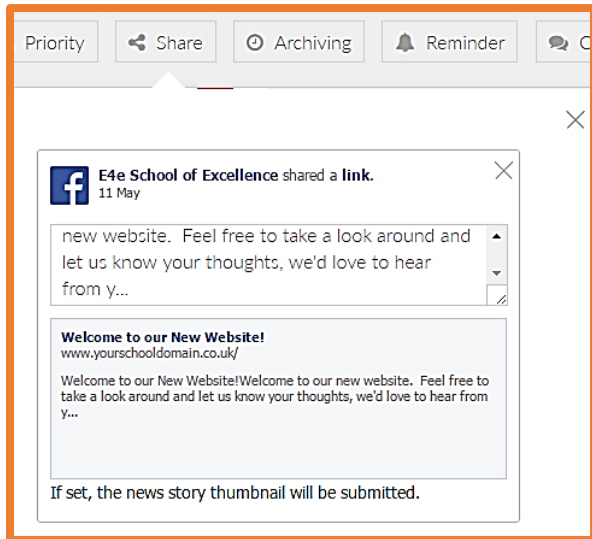 Priority Share Archiving Reminder
E4e School of Excellence shared a link.
11 May
new website. Feel free to take a look around and
let us know your thoughts, we'd love to hear
from y...
Welcome to our New Website!
www.yourschooldomain.co.uk/
Welcome to our New Website!Welcome to our new website. Feel free to
take a look around and let us know your thoughts, we'd love to hear from
y...
If set, the news story thumbnail will be submitted.